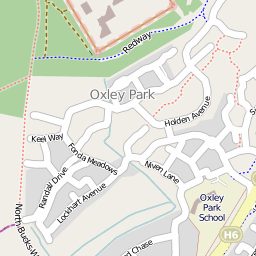 Redway
Oxley Park
Holden Avenue
Keel Way
Fonda Meadows
Niven Lane
Randall Drive
Lockhart Avenue
Oxley
Park
School
H6
North-Bucks-W
d Chase